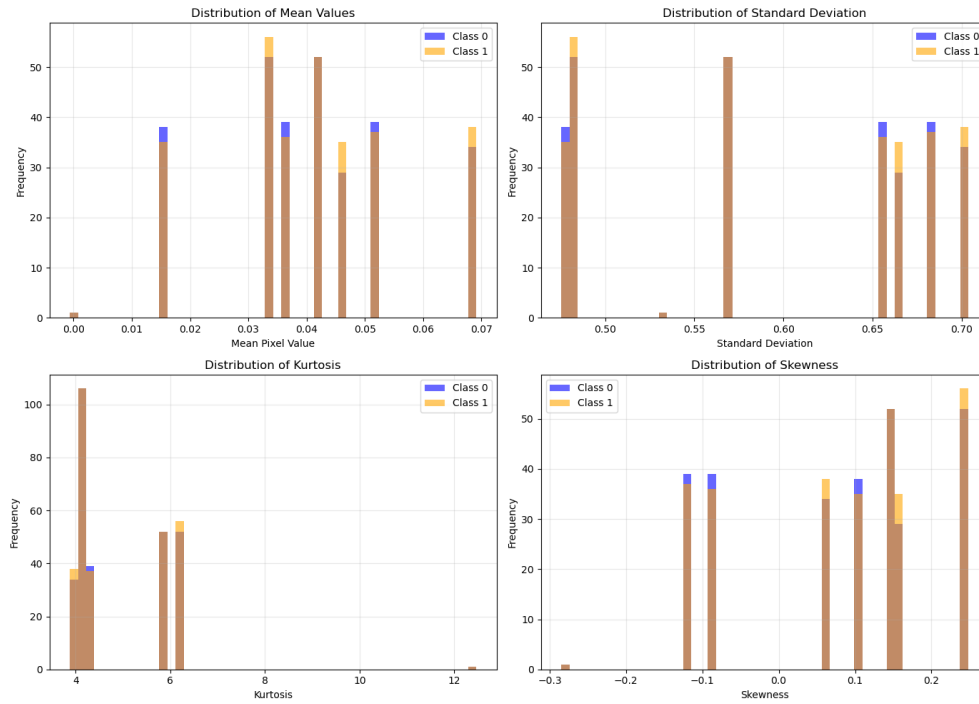 Distribution of Mean Values
Class 0
Class 1
Frequency
50
40
30
20
10
0
0.00 0.01 0.02 0.03 0.04 0.05 0.06 0.07
Mean Pixel Value
Distribution of Standard Deviation
Class 0
Class 1
Frequency
50
40
30
20
10
0
0.50 0.55 0.60 0.65 0.70
Standard Deviation
Distribution of Kurtosis
Class 0
Class 1
Frequency
100
80
60
40
20
0
4 6 8 10 12
Kurtosis
Distribution of Skewness
Class 0
Class 1
Frequency
50
40
30
20
10
0
−0.3 −0.2 −0.1 0.0 0.1 0.2
Skewness